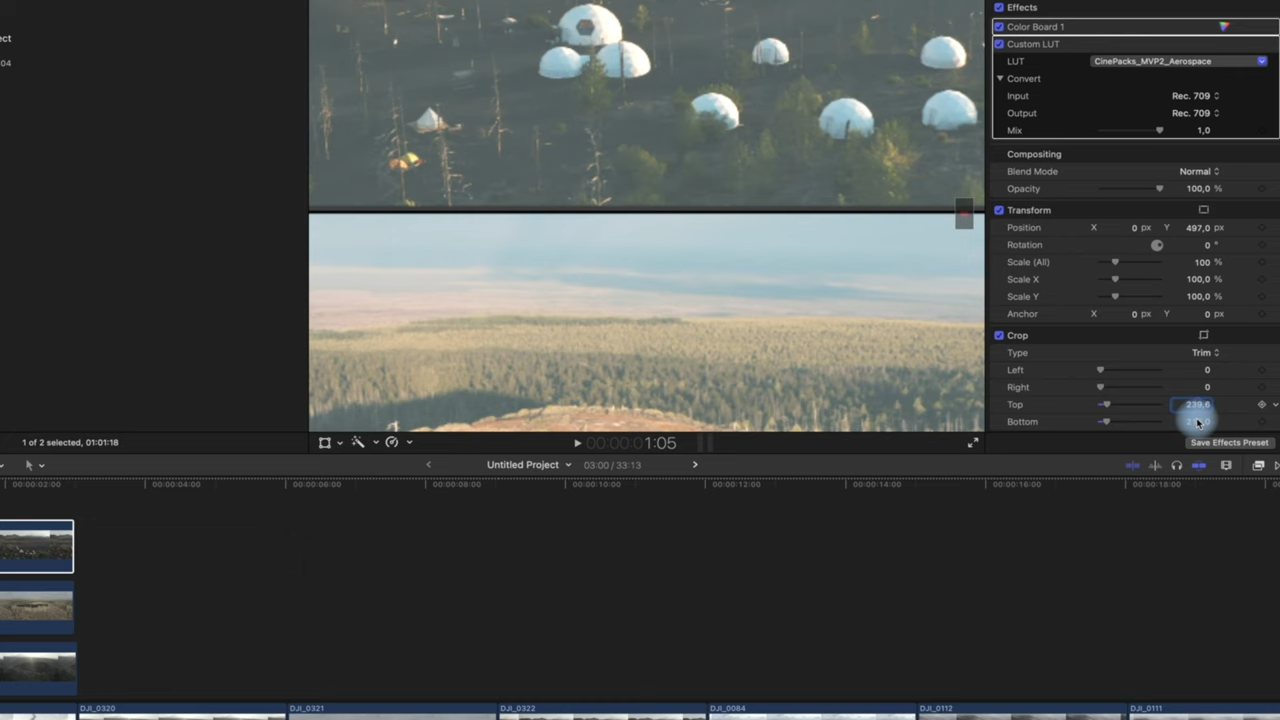 ect
04
Effects
Color Board 1
Custom LUT
LUT CinePacks_MVP2_Aerospace
Convert
Input Rec. 709
Output Rec. 709
Mix 1,0
Compositing
Blend Mode Normal
Opacity 100,0 %
Transform
Position X 0 px Y 497,0 px
Rotation 0 °
Scale (All) 100 %
Scale X 100,0 %
Scale Y 100,0 %
Anchor X 0 px Y 0 px
Crop
Type Trim
Left 0
Right 0
Top 239,6
Bottom
1 of 2 selected, 01:01:18
00:00:01:05
Save Effects Preset
Untitled Project 03:00 / 33:13
00:00:02:00 00:00:04:00 00:00:06:00 00:00:08:00 00:00:10:00 00:00:12:00 00:00:14:00 00:00:16:00 00:00:18:00
DJI_0320 DJI_0321 DJI_0322 DJI_0084 DJI_0112 DJI_0111